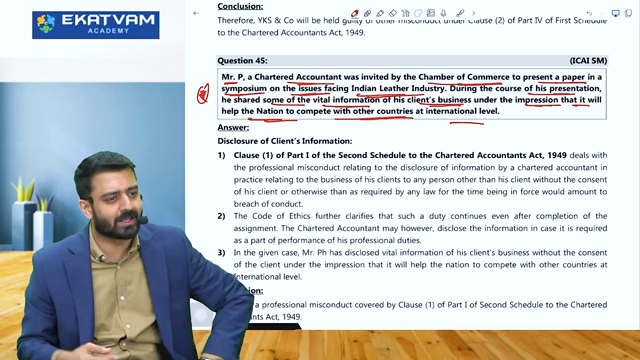 EKATVAM
ACADEMY
Conclusion:
Therefore, YKS & Co will be held guilty of other misconduct under Clause (2) of Part IV of First Schedule
to the Chartered Accountants Act, 1949.
Question 45: (ICAI SM)
Mr. P, a Chartered Accountant was invited by the Chamber of Commerce to present a paper in a
symposium on the issues facing Indian Leather Industry. During the course of his presentation,
he shared some of the vital information of his client's business under the impression that it will
help the Nation to compete with other countries at international level.
Answer:
Disclosure of Client's Information:
1) Clause (1) of Part I of the Second Schedule to the Chartered Accountants Act, 1949 deals with
the professional misconduct relating to the disclosure of information by a chartered accountant in
practice relating to the business of his clients to any person other than his client without the consent
of his client or otherwise than as required by any law for the time being in force would amount to
breach of conduct.
2) The Code of Ethics further clarifies that such a duty continues even after completion of the
assignment. The Chartered Accountant may however, disclose the information in case it is required
as a part of performance of his professional duties.
3) In the given case, Mr. Ph has disclosed vital information of his client's business without the consent
of the client under the impression that it will help the nation to compete with other countries at
International level.
a professional misconduct covered by Clause (1) of Part I of Second Schedule to the Chartered
Act, 1949.